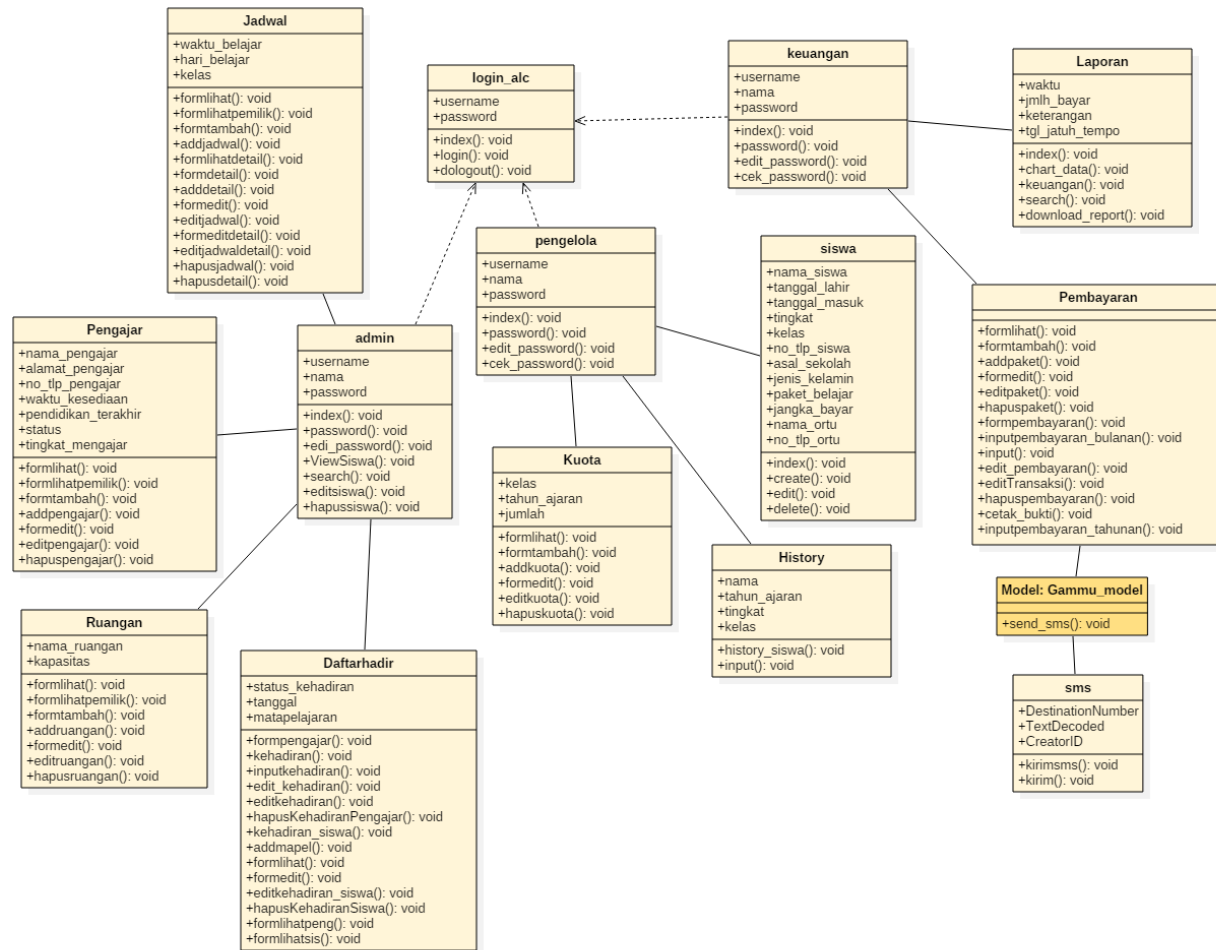 Jadwal
+waktu_belajar
+hari_belajar
+kelas
+formlihat(): void
+formlihatpemilik(): void
+formtambah(): void
+addjadwal(): void
+formlihatdetail(): void
+formdetail(): void
+adddetail(): void
+formedit(): void
+editjadwal(): void
+formeditdetail(): void
+editjadwaldetail(): void
+hapusjadwal(): void
+hapusdetail(): void
login_alc
+username
+password
+index(): void
+login(): void
+dologout(): void
keuangan
+username
+nama
+password
+index(): void
+password(): void
+edit_password(): void
+cek_password(): void
Laporan
+waktu
+jmlh_bayar
+keterangan
+tgl_jatuh_tempo
+index(): void
+chart_data(): void
+keuangan(): void
+search(): void
+download_report(): void
Pengajar
+nama_pengajar
+alamat_pengajar
+no_tlp_pengajar
+waktu_kesediaan
+pendidikan_terakhir
+status
+tingkat_mengajar
+formlihat(): void
+formlihatpemilik(): void
+formtambah(): void
+addpengajar(): void
+formedit(): void
+editpengajar(): void
+hapuspengajar(): void
admin
+username
+nama
+password
+index(): void
+password(): void
+edi_password(): void
+ViewSiswa(): void
+search(): void
+editsiswa(): void
+hapussiswa(): void
pengelola
+username
+nama
+password
+index(): void
+password(): void
+edit_password(): void
+cek_password(): void
siswa
+nama_siswa
+tanggal_lahir
+tanggal_masuk
+tingkat
+kelas
+no_tlp_siswa
+asal_sekolah
+jenis_kelamin
+paket_belajar
+jangka_bayar
+nama_ortu
+no_tlp_ortu
+index(): void
+create(): void
+edit(): void
+delete(): void
Pembayaran
+formlihat(): void
+formtambah(): void
+addpaket(): void
+formedit(): void
+editpaket(): void
+hapuspaket(): void
+formpembayaran(): void
+inputpembayaran_bulanan(): void
+input(): void
+edit_pembayaran(): void
+editTransaksi(): void
+hapuspembayaran(): void
+cetak_bukti(): void
+inputpembayaran_tahunan(): void
Kuota
+kelas
+tahun_ajaran
+jumlah
+formlihat(): void
+formtambah(): void
+addkuota(): void
+formedit(): void
+editkuota(): void
+hapuskuota(): void
History
+nama
+tahun_ajaran
+tingkat
+kelas
+history_siswa(): void
+input(): void
Model: Gammu_model
+send_sms(): void
Ruangan
+nama_ruangan
+kapasitas
+formlihat(): void
+formlihatpemilik(): void
+formtambah(): void
+addruangan(): void
+formedit(): void
+editruangan(): void
+hapusruangan(): void
Daftarhadir
+status_kehadiran
+tanggal
+matapelajaran
+formpengajar(): void
+kehadiran(): void
+inputkehadiran(): void
+edit_kehadiran(): void
+editkehadiran(): void
+hapusKehadiranPengajar(): void
+kehadiran_siswa(): void
+addmapel(): void
+formlihat(): void
+formedit(): void
+editkehadiran_siswa(): void
+hapusKehadiranSiswa(): void
+formlihatpeng(): void
+formlihatsis(): void
sms
+DestinationNumber
+TextDecoded
+CreatorID
+kirimsms(): void
+kirim(): void